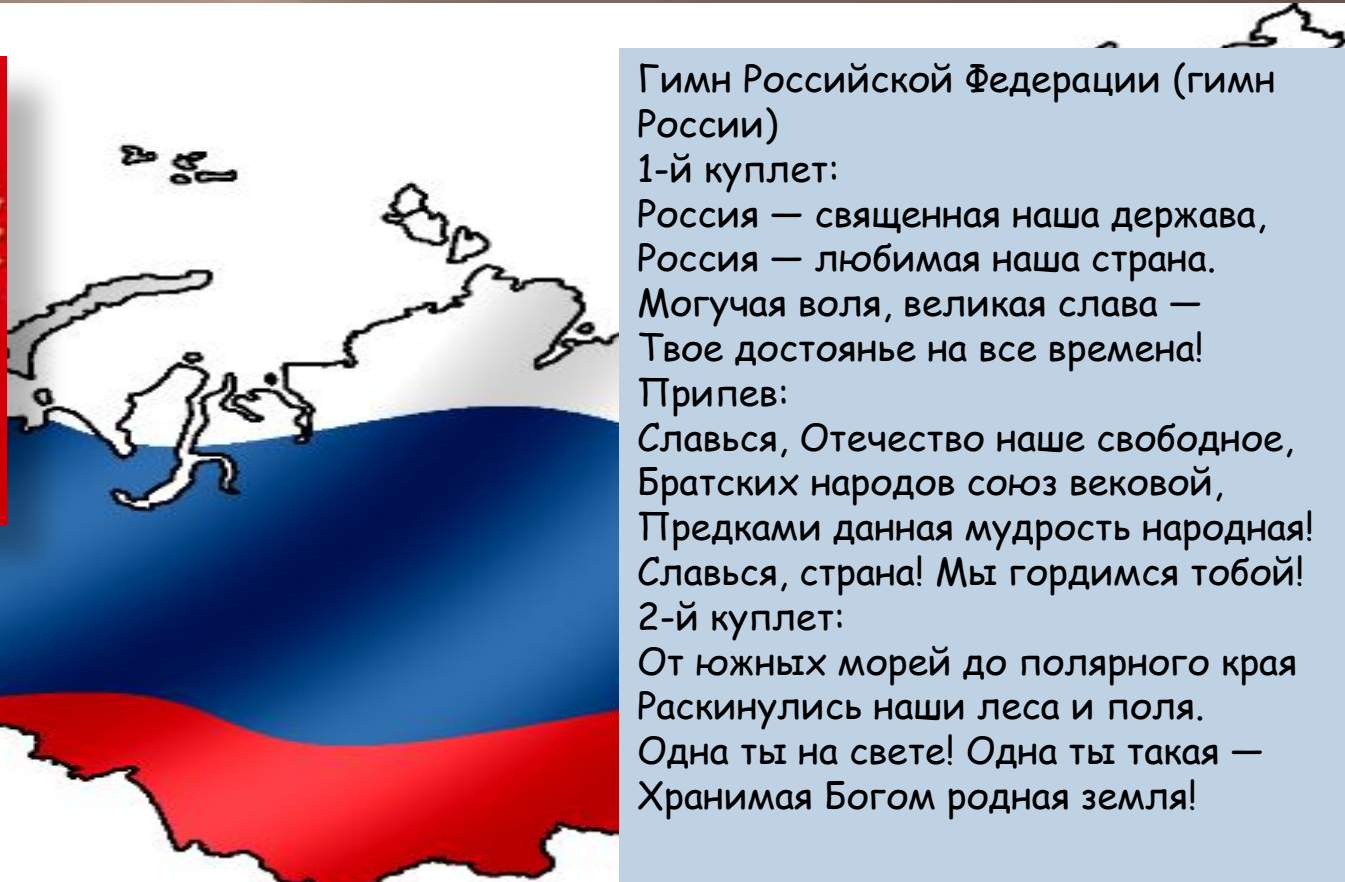 Гимн Российской Федерации (гимн
России)
1-й куплет:
Россия — священная наша держава,
Россия — любимая наша страна.
Могучая воля, великая слава —
Твое достоянье на все времена!
Припев:
Славься, Отечество наше свободное,
Братских народов союз вековой,
Предками данная мудрость народная!
Славься, страна! Мы гордимся тобой!
2-й куплет:
От южных морей до полярного края
Раскинулись наши леса и поля.
Одна ты на свете! Одна ты такая —
Хранимая Богом родная земля!